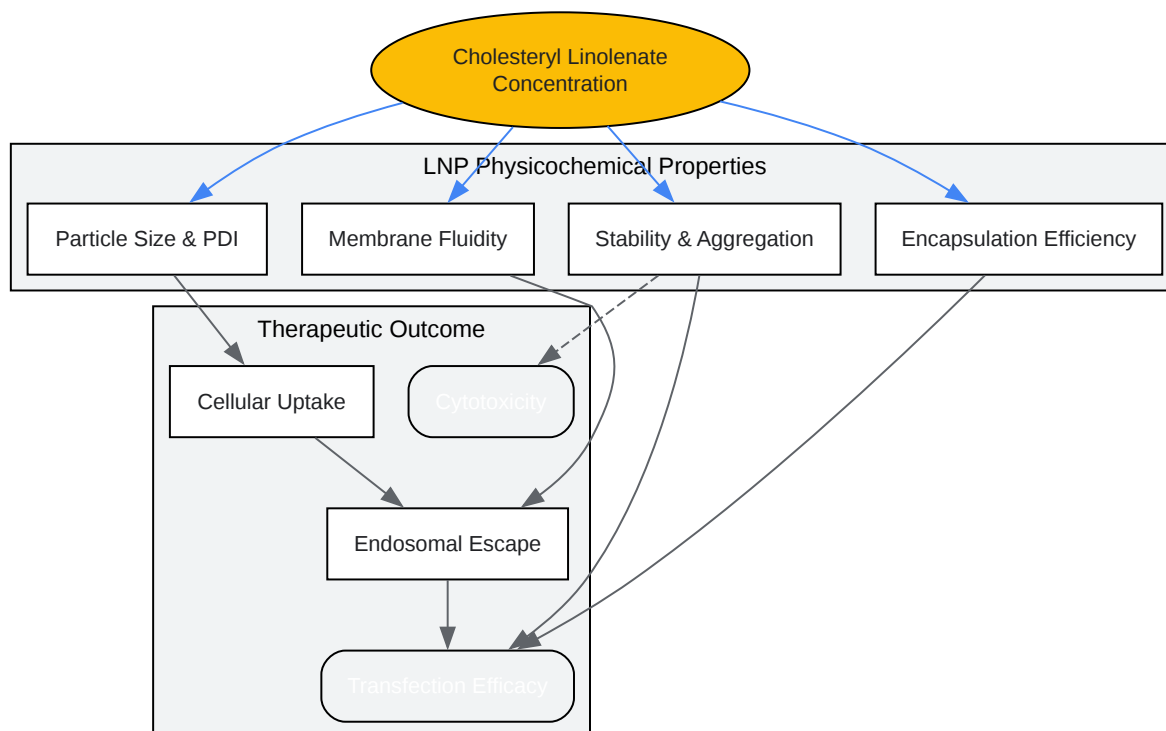 Cholesteryl Linolenate
Concentration
LNP Physicochemical Properties
Particle Size & PDI
Membrane Fluidity
Stability & Aggregation
Encapsulation Efficiency
Therapeutic Outcome
Cellular Uptake
Cytotoxicity
Endosomal Escape
Transfection Efficacy